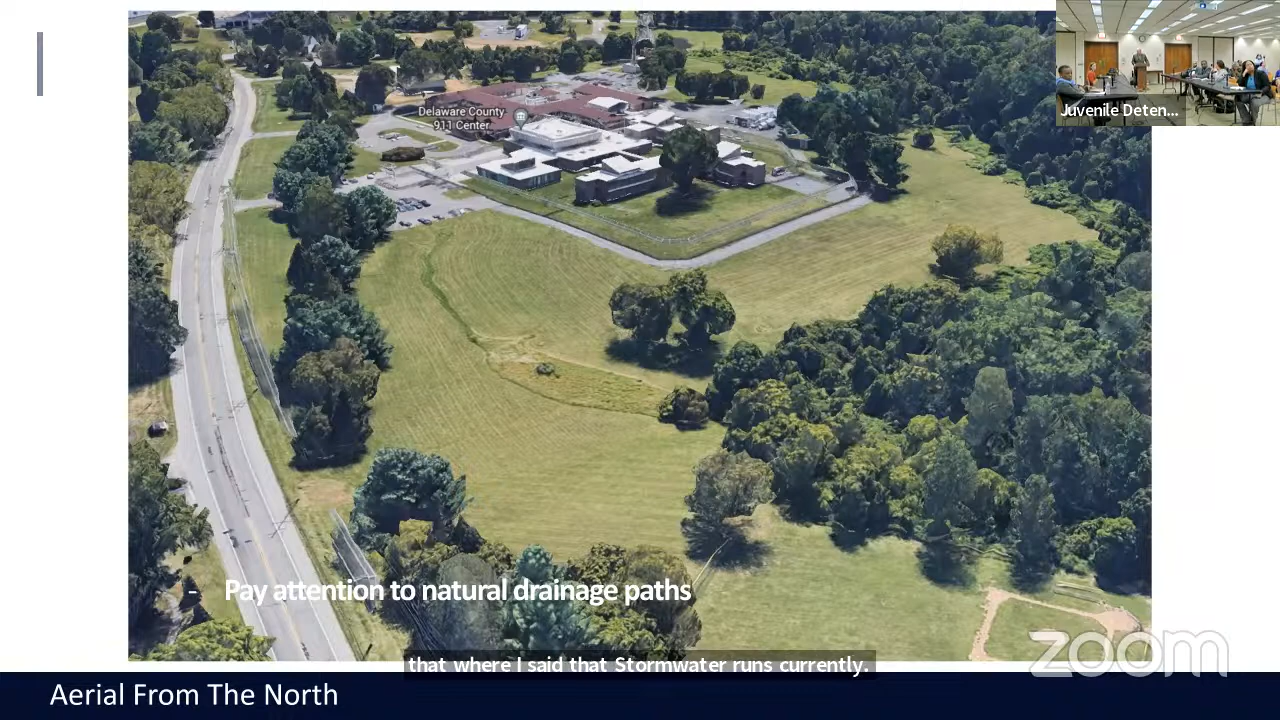 Juvenile Deten...
Delaware County
911 Center
- Pay attention to natural drainage paths
zoom
that where I said that Stormwater runs currently.
Aerial From The North